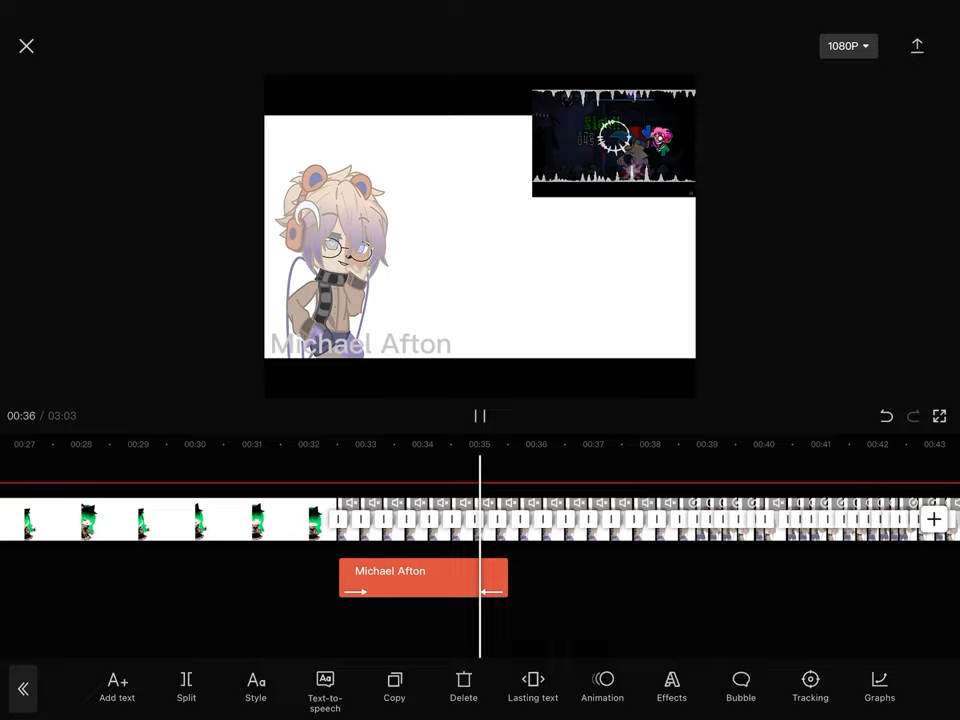 1080P
Michael Afton
00:36 / 03:03
00:27 00:28 00:29 00:30 00:31 00:32 00:33 00:34 00:35 00:36 00:37 00:38 00:39 00:40 00:41 00:42 00:43
Michael Afton
Add text Split Style Text-to-speech Copy Delete Lasting text Animation Effects Bubble Tracking Graphs